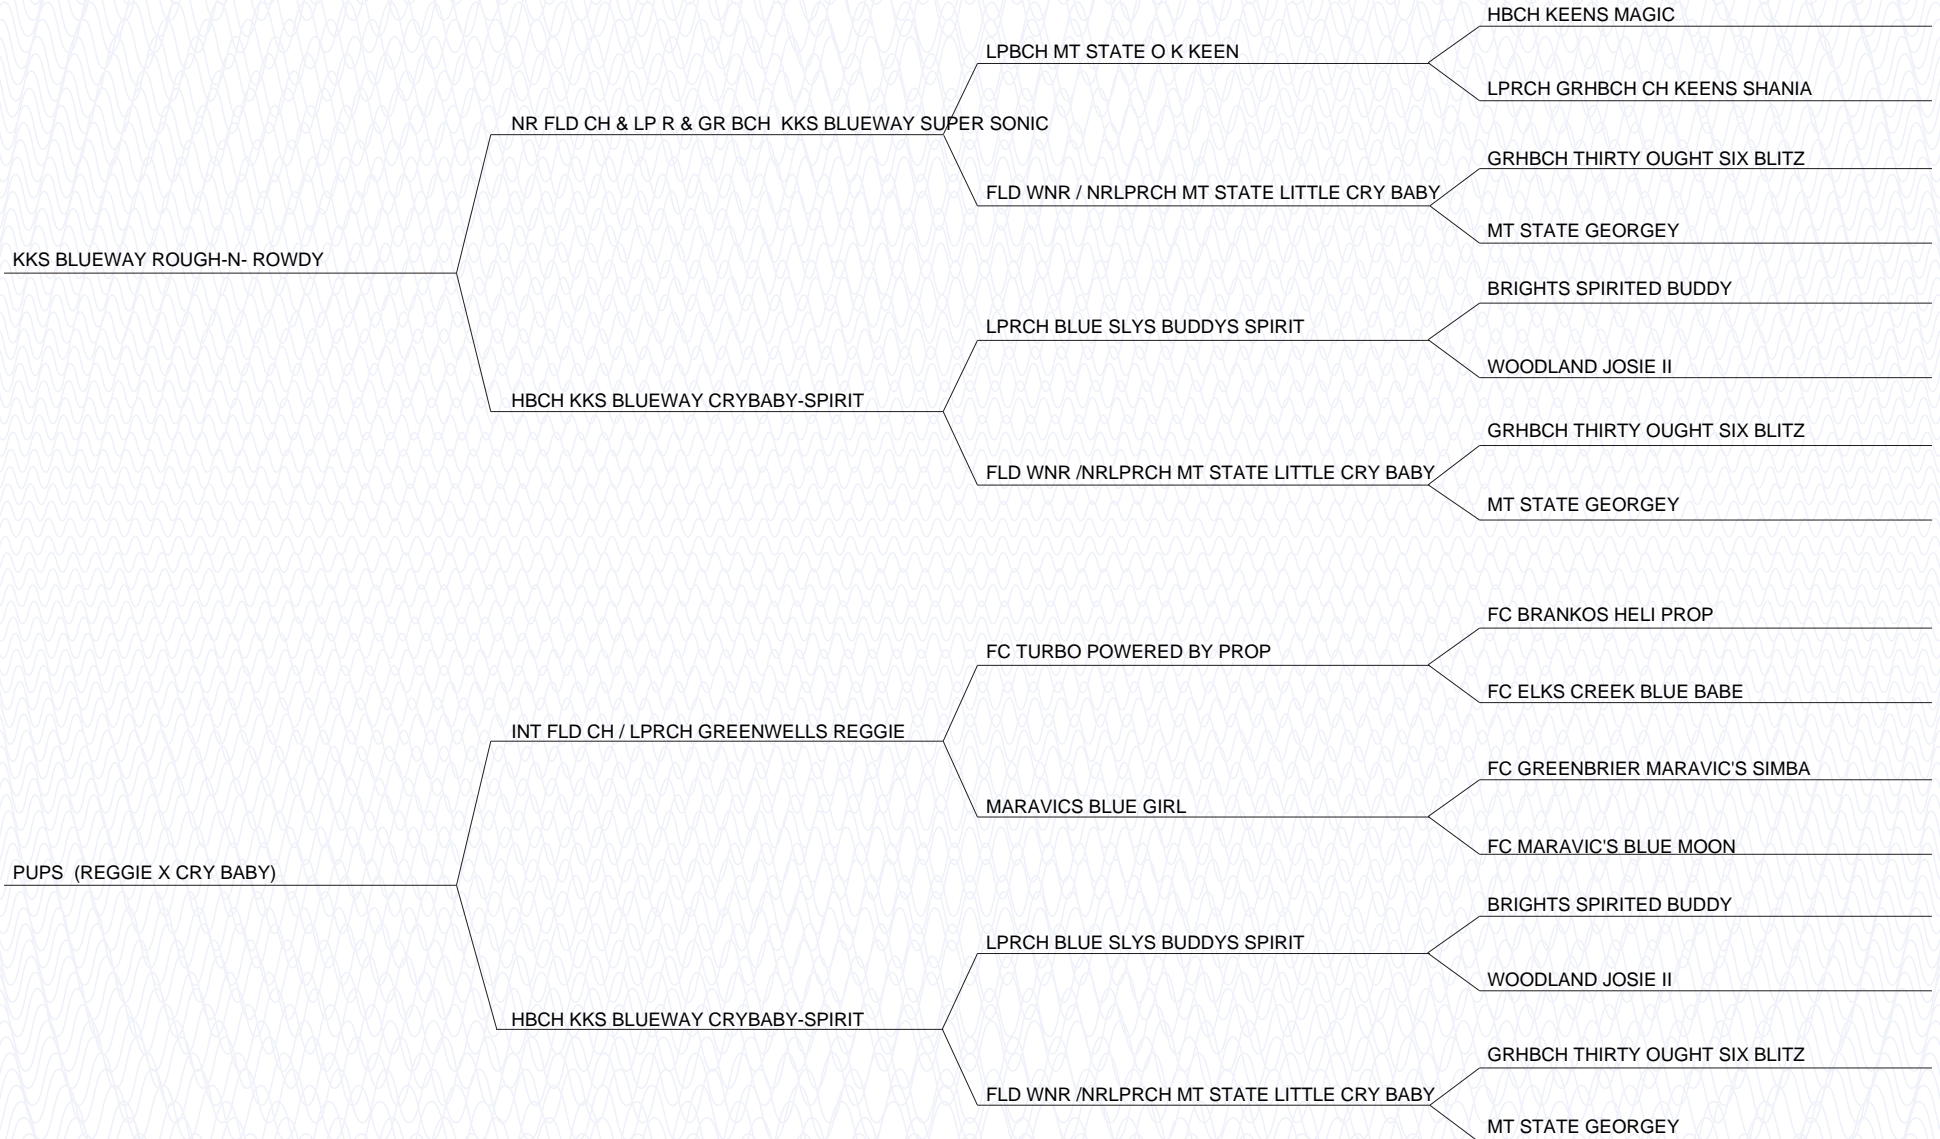 HBCH KEENS MAGIC
LPBCH MT STATE O K KEEN
LPRCH GRHBCH CH KEENS SHANIA
NR FLD CH & LP R & GR BCH  KKS BLUEWAY SUPER SONIC
GRHBCH THIRTY OUGHT SIX BLITZ
FLD WNR / NRLPRCH MT STATE LITTLE CRY BABY
MT STATE GEORGEY
KKS BLUEWAY ROUGH-N- ROWDY
BRIGHTS SPIRITED BUDDY
LPRCH BLUE SLYS BUDDYS SPIRIT
WOODLAND JOSIE II
HBCH KKS BLUEWAY CRYBABY-SPIRIT
GRHBCH THIRTY OUGHT SIX BLITZ
FLD WNR /NRLPRCH MT STATE LITTLE CRY BABY
MT STATE GEORGEY
FC BRANKOS HELI PROP
FC TURBO POWERED BY PROP
FC ELKS CREEK BLUE BABE
INT FLD CH / LPRCH GREENWELLS REGGIE
FC GREENBRIER MARAVIC'S SIMBA
MARAVICS BLUE GIRL
FC MARAVIC'S BLUE MOON
PUPS  (REGGIE X CRY BABY)
BRIGHTS SPIRITED BUDDY
LPRCH BLUE SLYS BUDDYS SPIRIT
WOODLAND JOSIE II
HBCH KKS BLUEWAY CRYBABY-SPIRIT
GRHBCH THIRTY OUGHT SIX BLITZ
FLD WNR /NRLPRCH MT STATE LITTLE CRY BABY
MT STATE GEORGEY